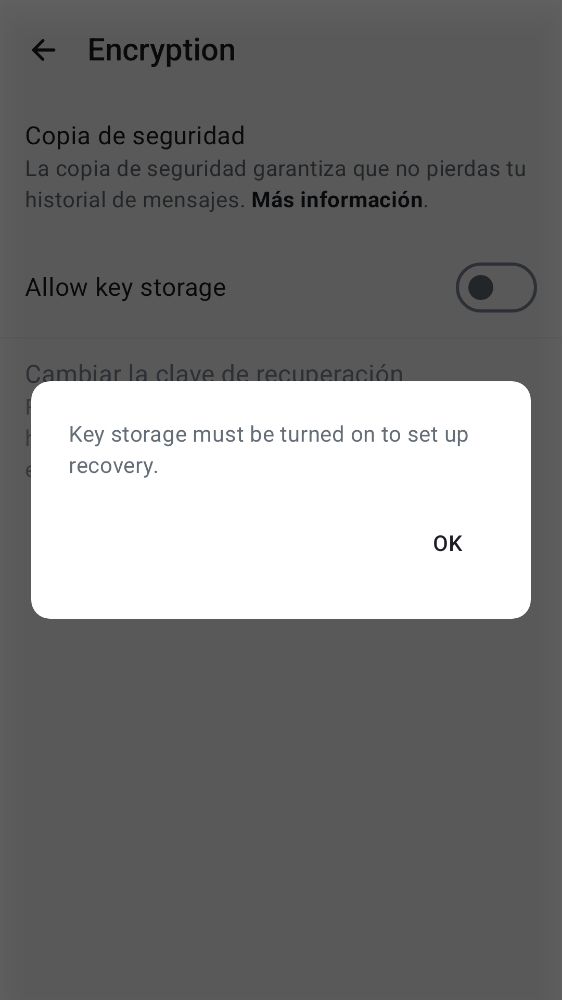 Encryption
Copia de seguridad
La copia de seguridad garantiza que no pierdas tu
historial de mensajes. Más información.
Allow key storage
Cambiar la clave de recuperación
Key storage must be turned on to set up
recovery.
OK